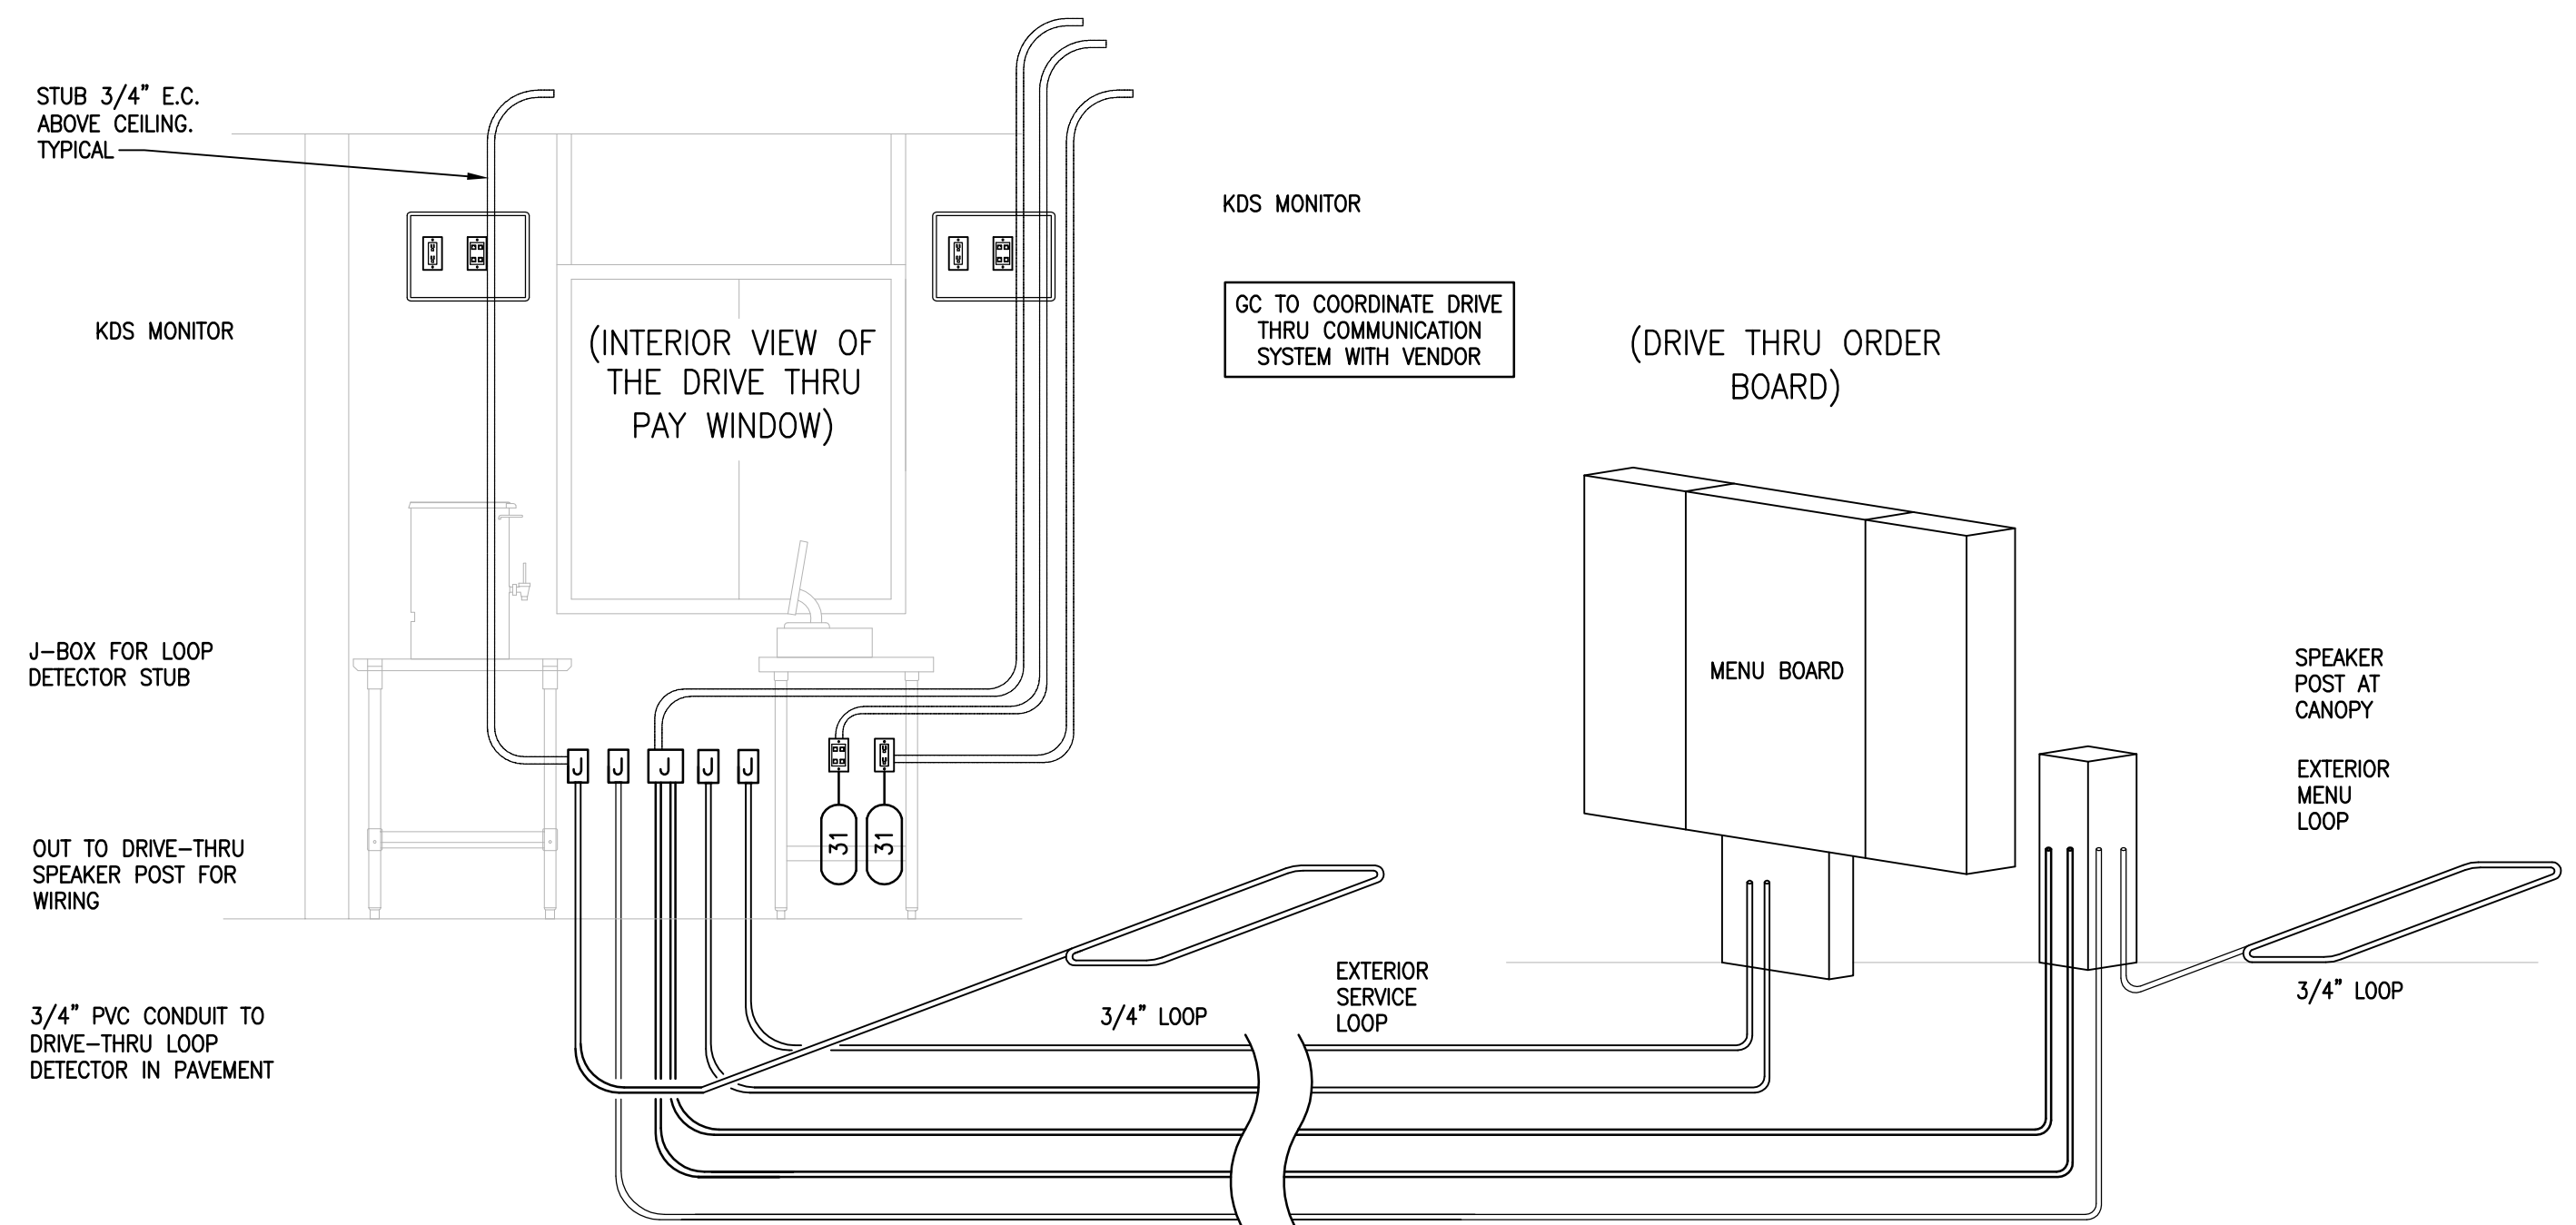 STUB 3/4" E.C.
ABOVE CEILING.
TYPICAL
KDS MONITOR
KDS MONITOR
GC TO COORDINATE DRIVE
THRU COMMUNICATION
SYSTEM WITH VENDOR
(INTERIOR VIEW OF
THE DRIVE THRU
PAY WINDOW)
(DRIVE THRU ORDER
BOARD)
J-BOX FOR LOOP
DETECTOR STUB
MENU BOARD
SPEAKER
POST AT
CANOPY
EXTERIOR
MENU
LOOP
J
J
J
J
J
31
31
OUT TO DRIVE-THRU
SPEAKER POST FOR
WIRING
EXTERIOR
SERVICE
LOOP
3/4" LOOP
3/4" LOOP
3/4" PVC CONDUIT TO
DRIVE-THRU LOOP
DETECTOR IN PAVEMENT